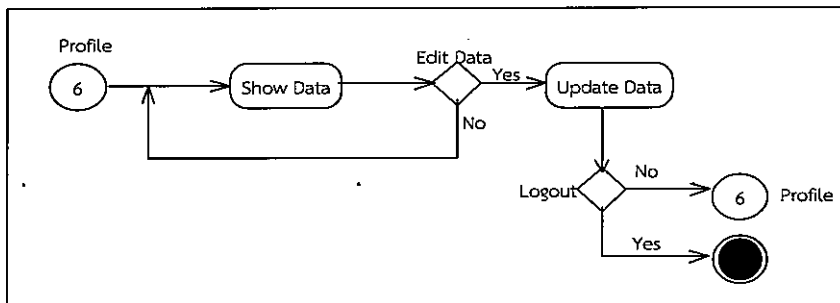 Profile
6
Show Data
Edit Data
Yes
No
Update Data
Logout
No
6
Profile
Yes